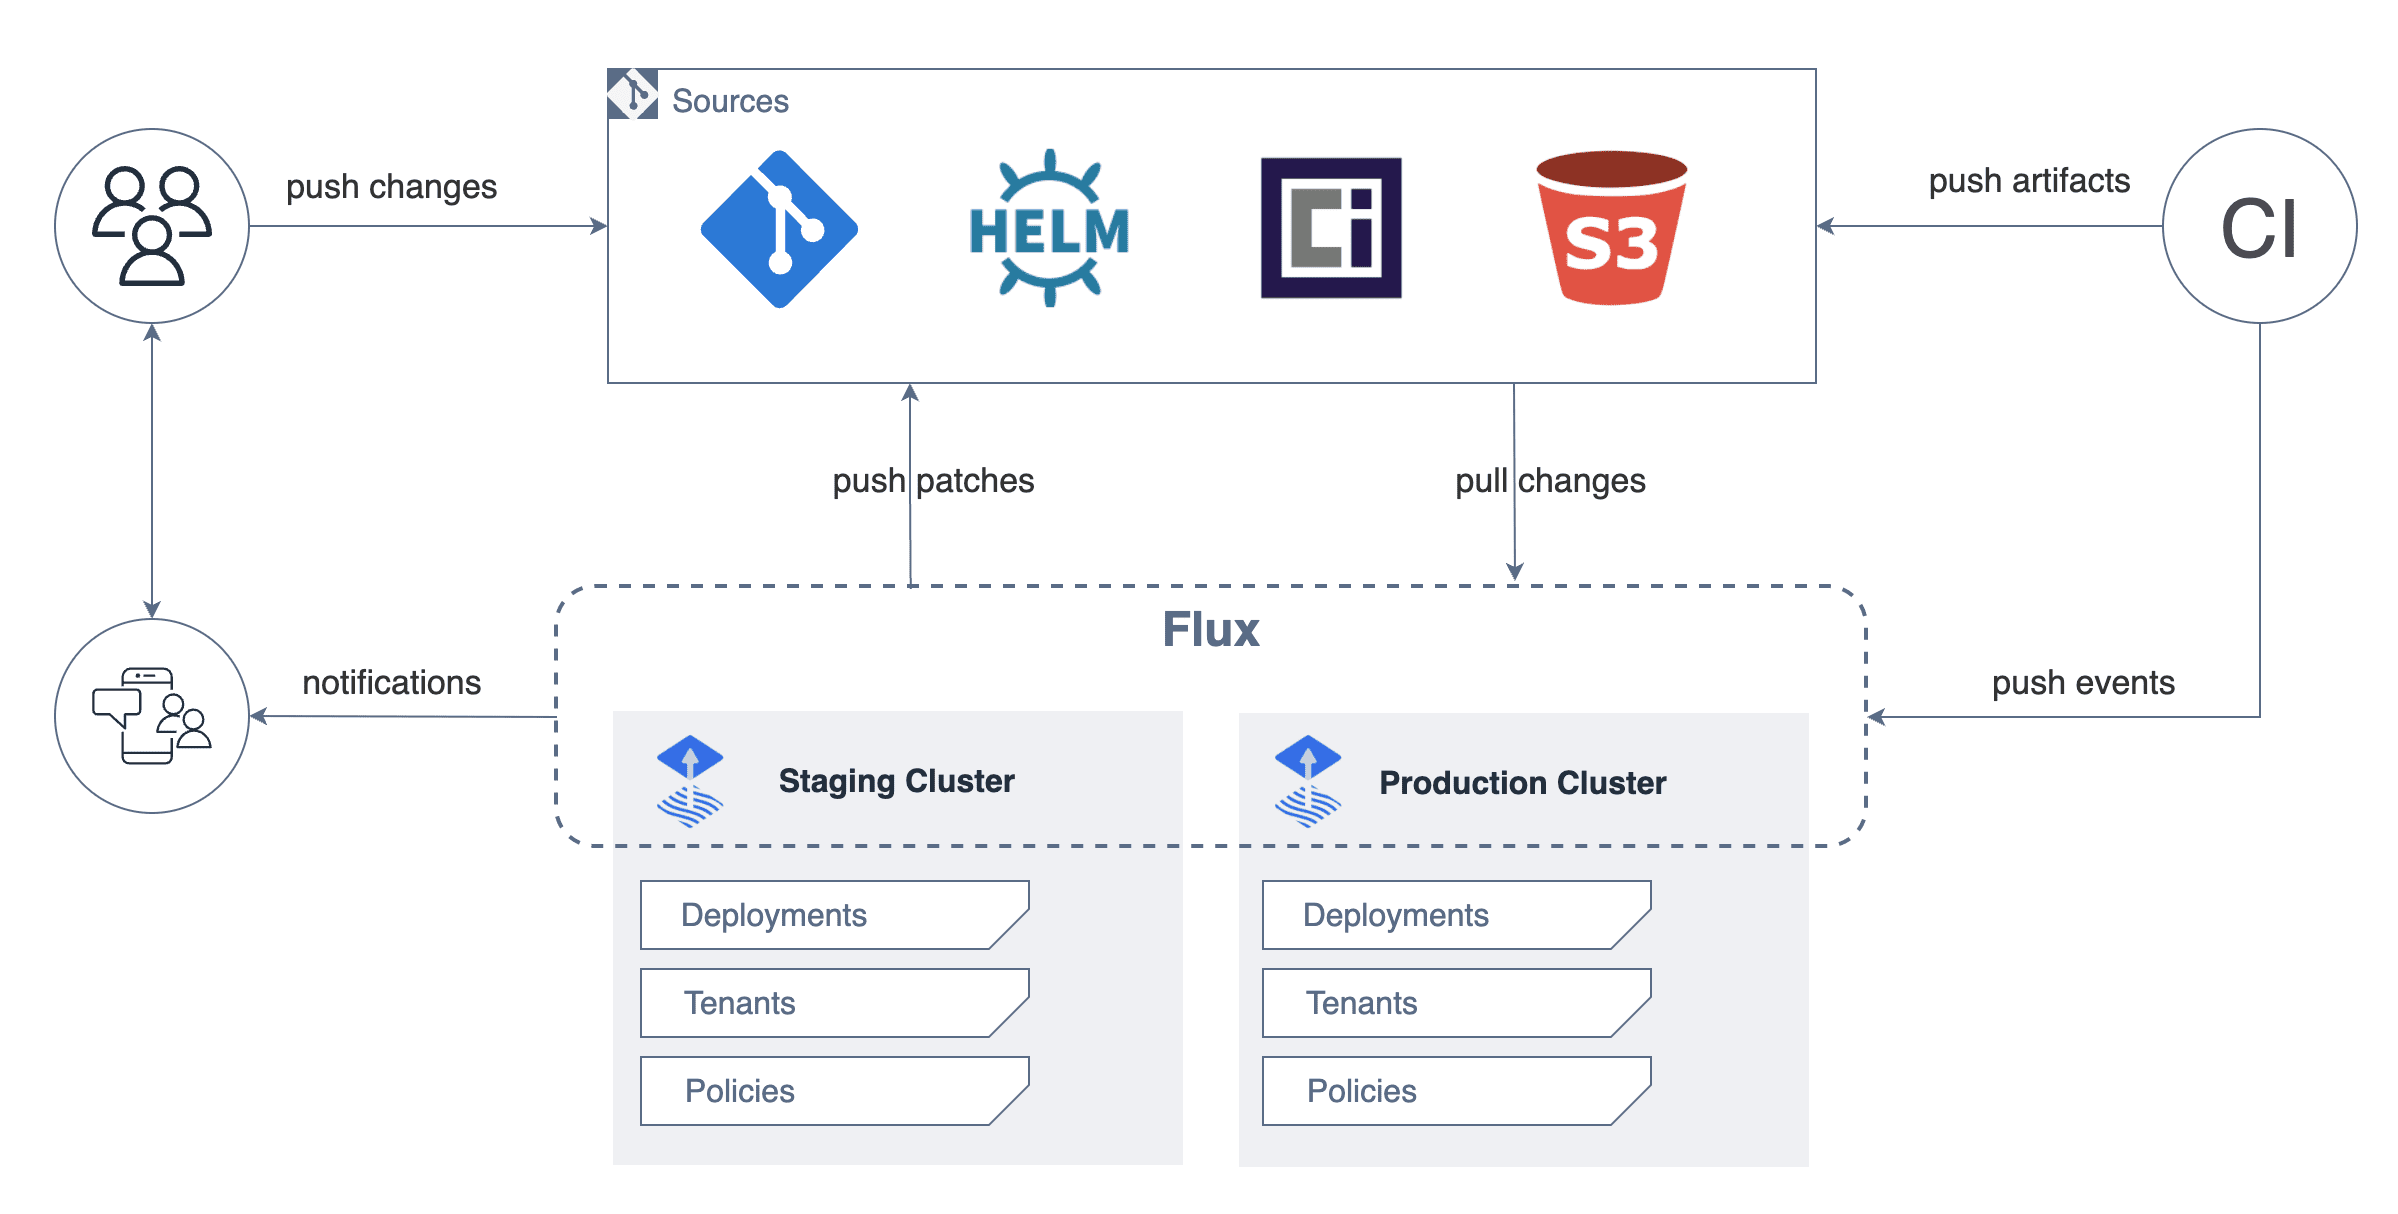 Sources
push changes
HELM
Ci
S3
push artifacts
CI
push patches
pull changes
Flux
notifications
push events
Staging Cluster
Production Cluster
Deployments
Deployments
Tenants
Tenants
Policies
Policies